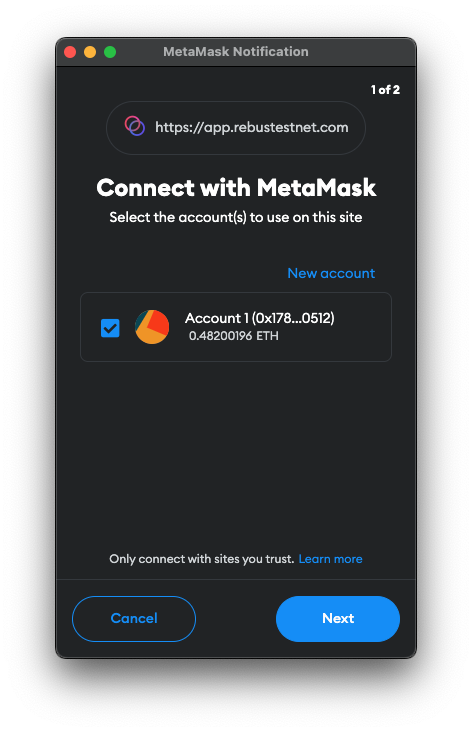 MetaMask Notification
1 of 2
https://app.rebustestnet.com
Connect with MetaMask
Select the account(s) to use on this site
New account
Account 1 (0x178...0512)
0.48200196 ETH
Only connect with sites you trust. Learn more
Cancel
Next